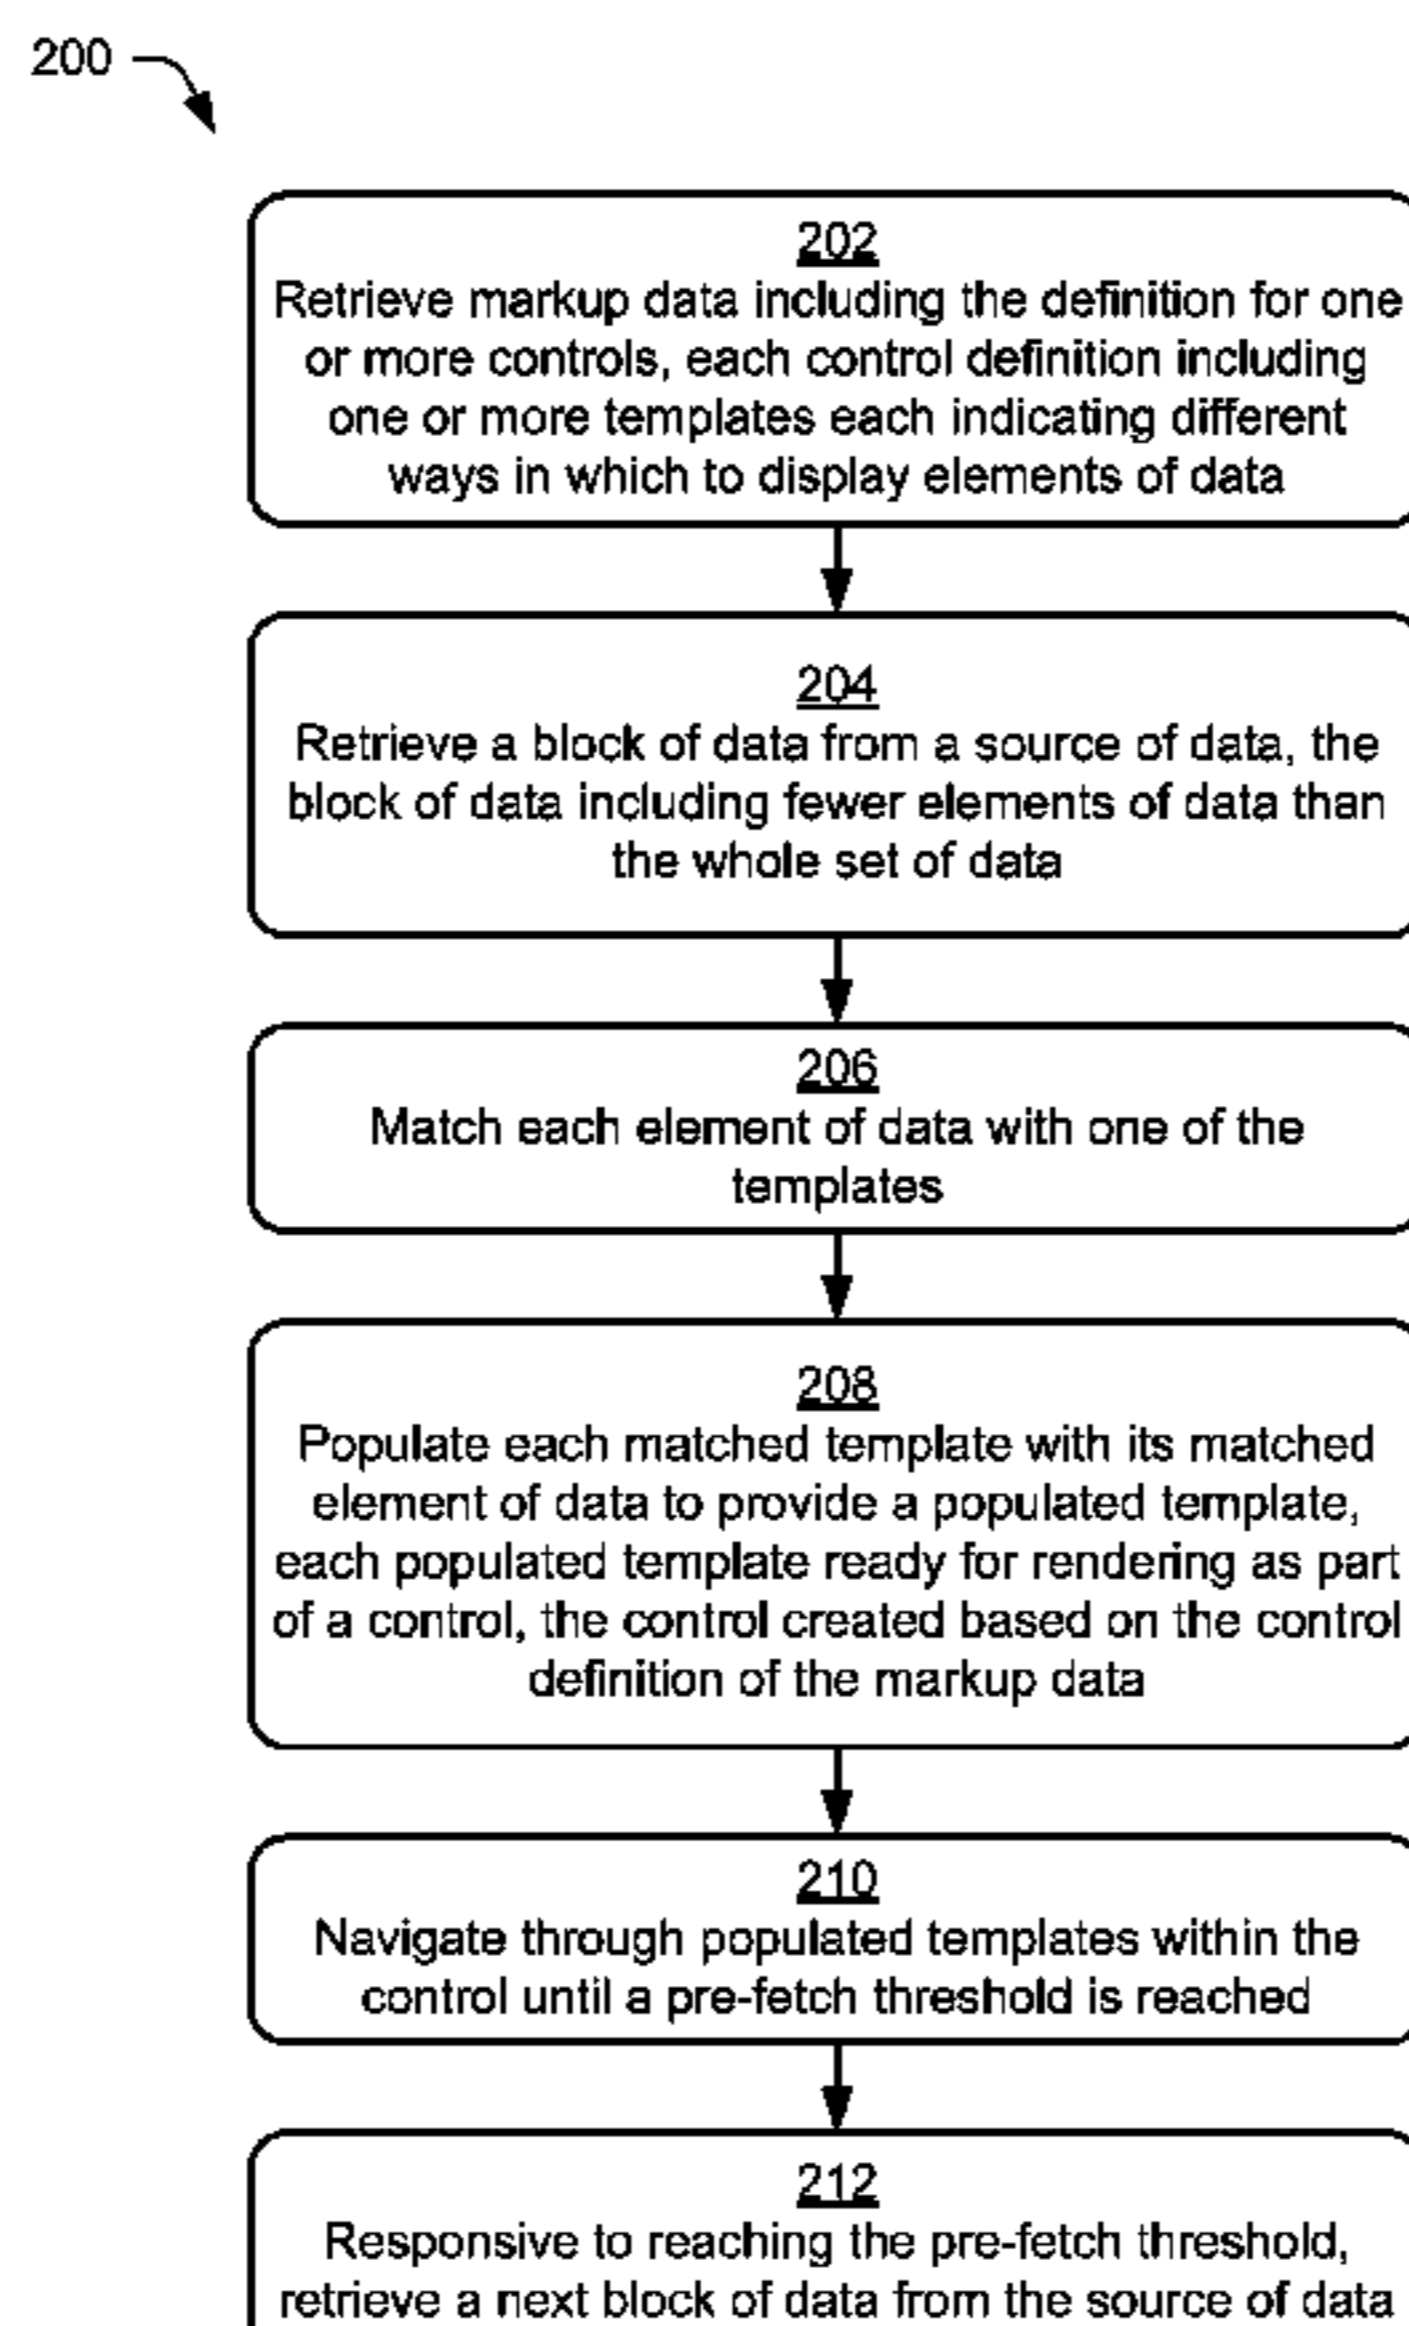 200
202
Retrieve markup data including the definition for one
or more controls, each control definition including
one or more templates each indicating different
ways in which to display elements of data
204
Retrieve a block of data from a source of data, the
block of data including fewer elements of data than
the whole set of data
206
Match each element of data with one of the
templates
208
Populate each matched template with its matched
element of data to provide a populated template,
each populated template ready for rendering as part
of a control, the control created based on the control
definition of the markup data
210
Navigate through populated templates within the
control until a pre-fetch threshold is reached
212
Responsive to reaching the pre-fetch threshold,
retrieve a next block of data from the source of data